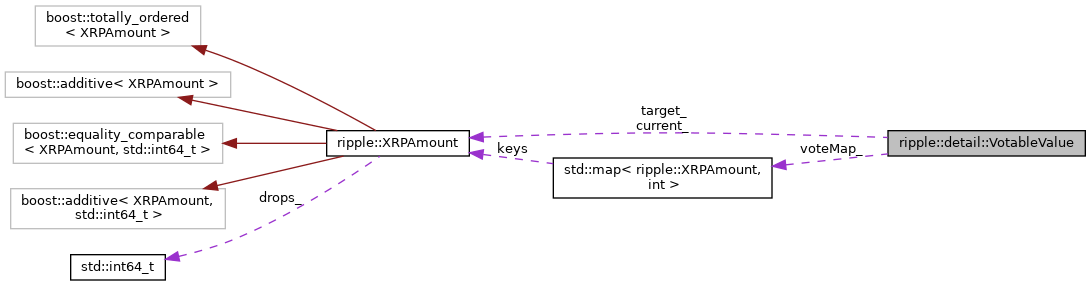 boost::totally_ordered
< XRPAmount >
boost::additive< XRPAmount >
boost::equality_comparable
< XRPAmount, std::int64_t >
boost::additive< XRPAmount,
std::int64_t >
std::int64_t
drops_
ripple::XRPAmount
keys
target_
current_
std::map< ripple::XRPAmount,
int >
voteMap_
ripple::detail::VotableValue